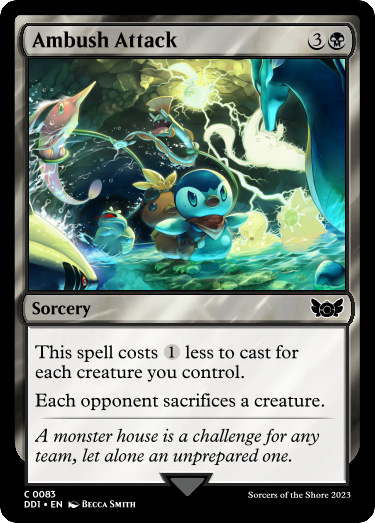 Ambush Attack 3
Sorcery
This spell costs 1 less to cast for
each creature you control.
Each opponent sacrifices a creature.
A monster house is a challenge for any
team, let alone an unprepared one.
C 0083
DD1 • EN Becca Smith
Sorcers of the Shore 2023